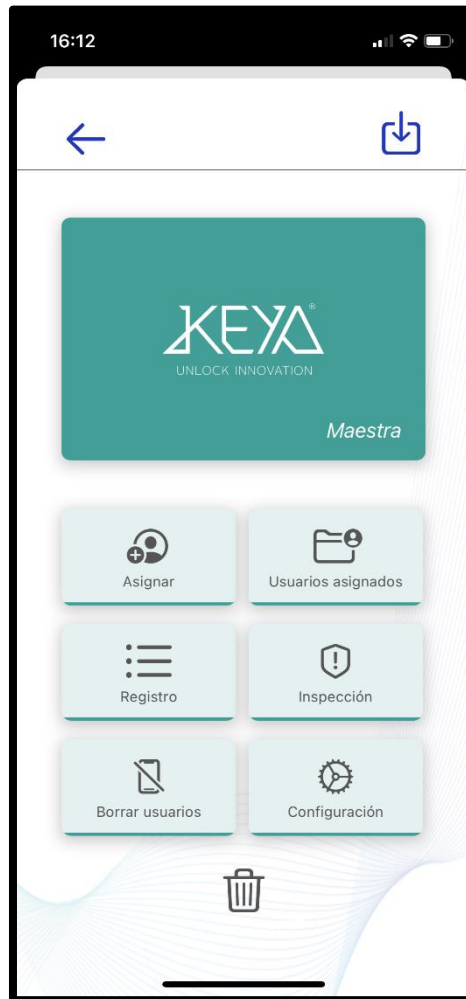 16:12
KEYA®
UNLOCK INNOVATION
Maestra
Asignar
Usuarios asignados
Registro
Inspección
Borrar usuarios
Configuración